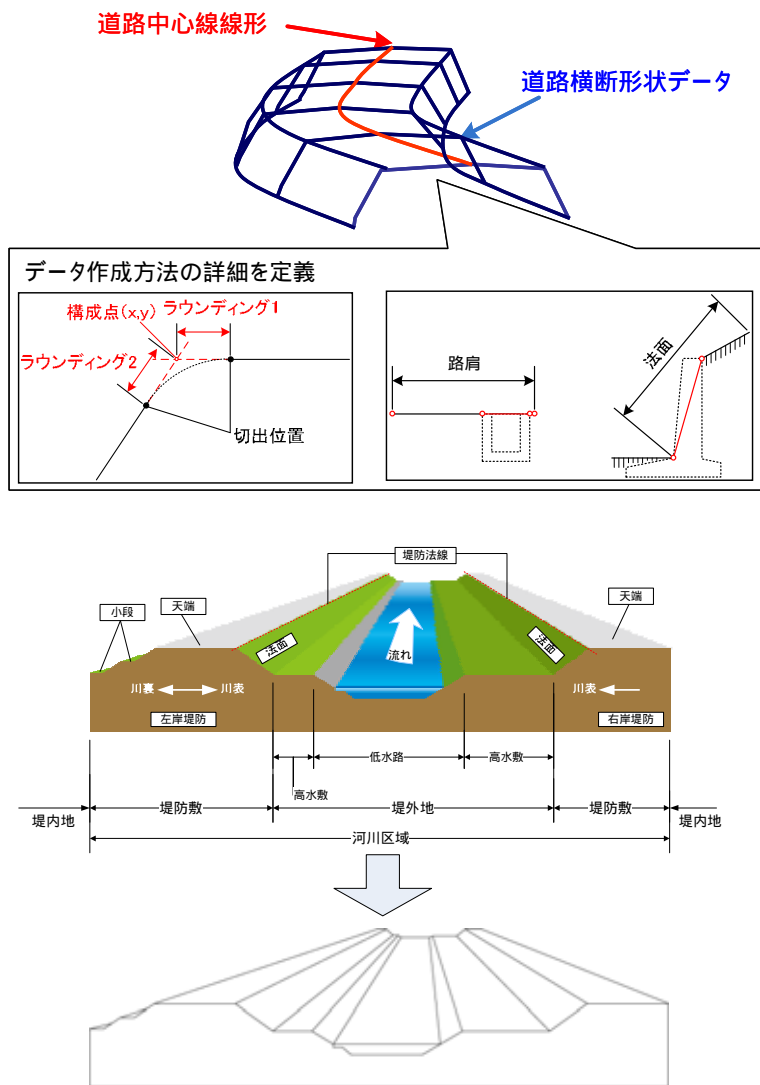 道路中心線線形
道路横断形状データ
データ作成方法の詳細を定義
構成点(x,y)
ラウンディング1
ラウンディング2
切出位置
路肩
法面
堤防法線
小段
天端
天端
法面
流れ
法面
川裏
川表
川表
左岸堤防
右岸堤防
低水路
高水敷
高水敷
堤内地
堤防敷
堤外地
堤防敷
堤内地
河川区域